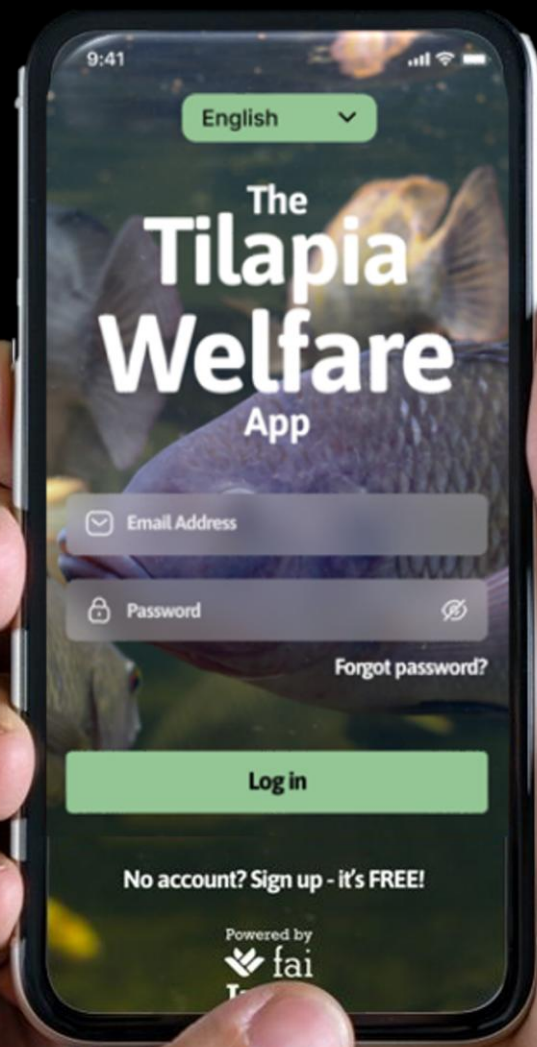 9:41
English
The
Tilapia
Welfare
App
Email Address
Password
Forgot password?
Log in
No account? Sign up - it's FREE!
Powered by
fai